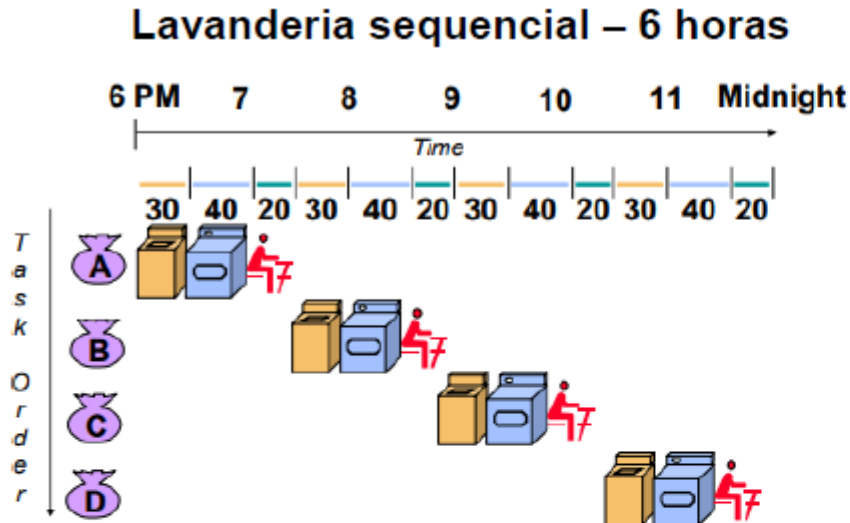 Lavanderia sequencial – 6 horas
6 PM 7 8 9 10 11 Midnight
Time
30 40 20 30 40 20 30 40 20 30 40 20
Task Order
A
B
C
D